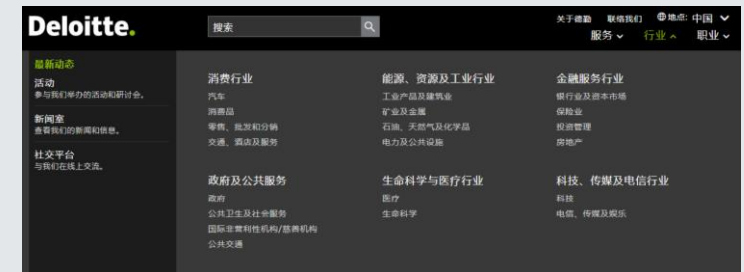 Deloitte.
搜索
关于德勤 联络我们 地点: 中国
服务 行业 职业
最新动态
活动
参与我们举办的活动和研讨会。
新闻室
查看我们的新闻和信息。
社交平台
与我们在线上交流。
消费行业
汽车
消费品
零售、批发和分销
交通、酒店及服务
能源、资源及工业行业
工业产品及建筑业
矿业及金属
石油、天然气及化学品
电力及公共设施
金融服务行业
银行业及资本市场
保险业
投资管理
房地产
政府及公共服务
政府
公共卫生及社会服务
国际非营利性机构/慈善机构
公共交通
生命科学与医疗行业
医疗
生命科学
科技、传媒及电信行业
科技
电信、传媒及娱乐